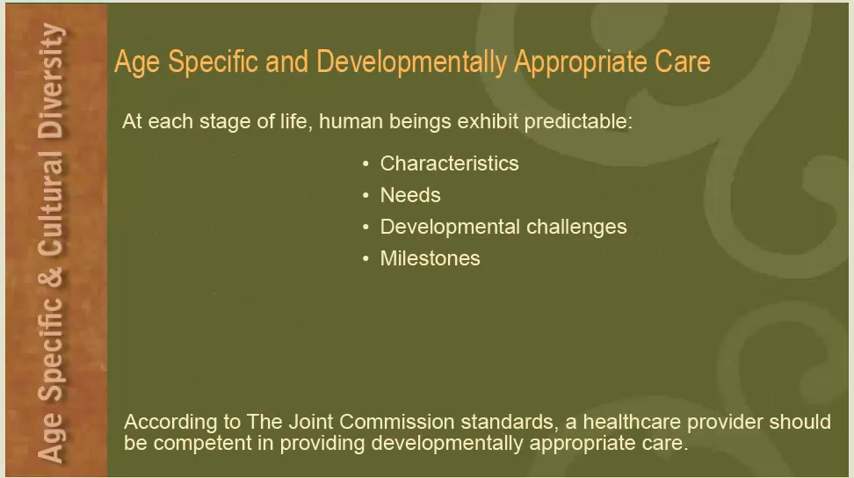 Age Specific & Cultural Diversity
Age Specific and Developmentally Appropriate Care
At each stage of life, human beings exhibit predictable:
• Characteristics
• Needs
• Developmental challenges
• Milestones
According to The Joint Commission standards, a healthcare provider should
be competent in providing developmentally appropriate care.